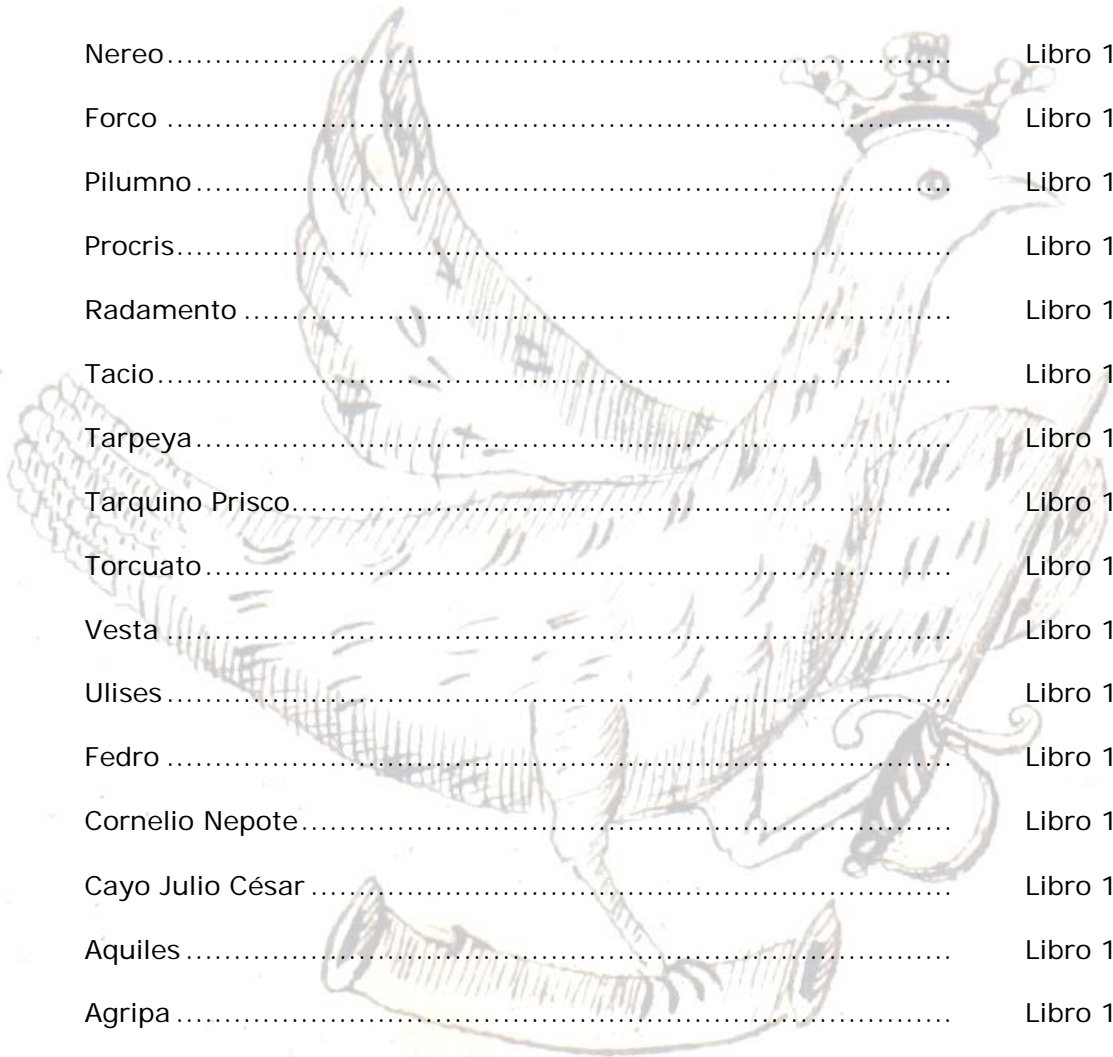 Nereo.................................................................... Libro 1
Forco .................................................................... Libro 1
Pilumno.................................................................. Libro 1
Procris.................................................................... Libro 1
Radamento ............................................................. Libro 1
Tacio..................................................................... Libro 1
Tarpeya.................................................................. Libro 1
Tarquino Prisco......................................................... Libro 1
Torcuato................................................................. Libro 1
Vesta .................................................................... Libro 1
Ulises .................................................................... Libro 1
Fedro .................................................................... Libro 1
Cornelio Nepote........................................................ Libro 1
Cayo Julio César ....................................................... Libro 1
Aquiles ................................................................... Libro 1
Agripa .................................................................... Libro 1